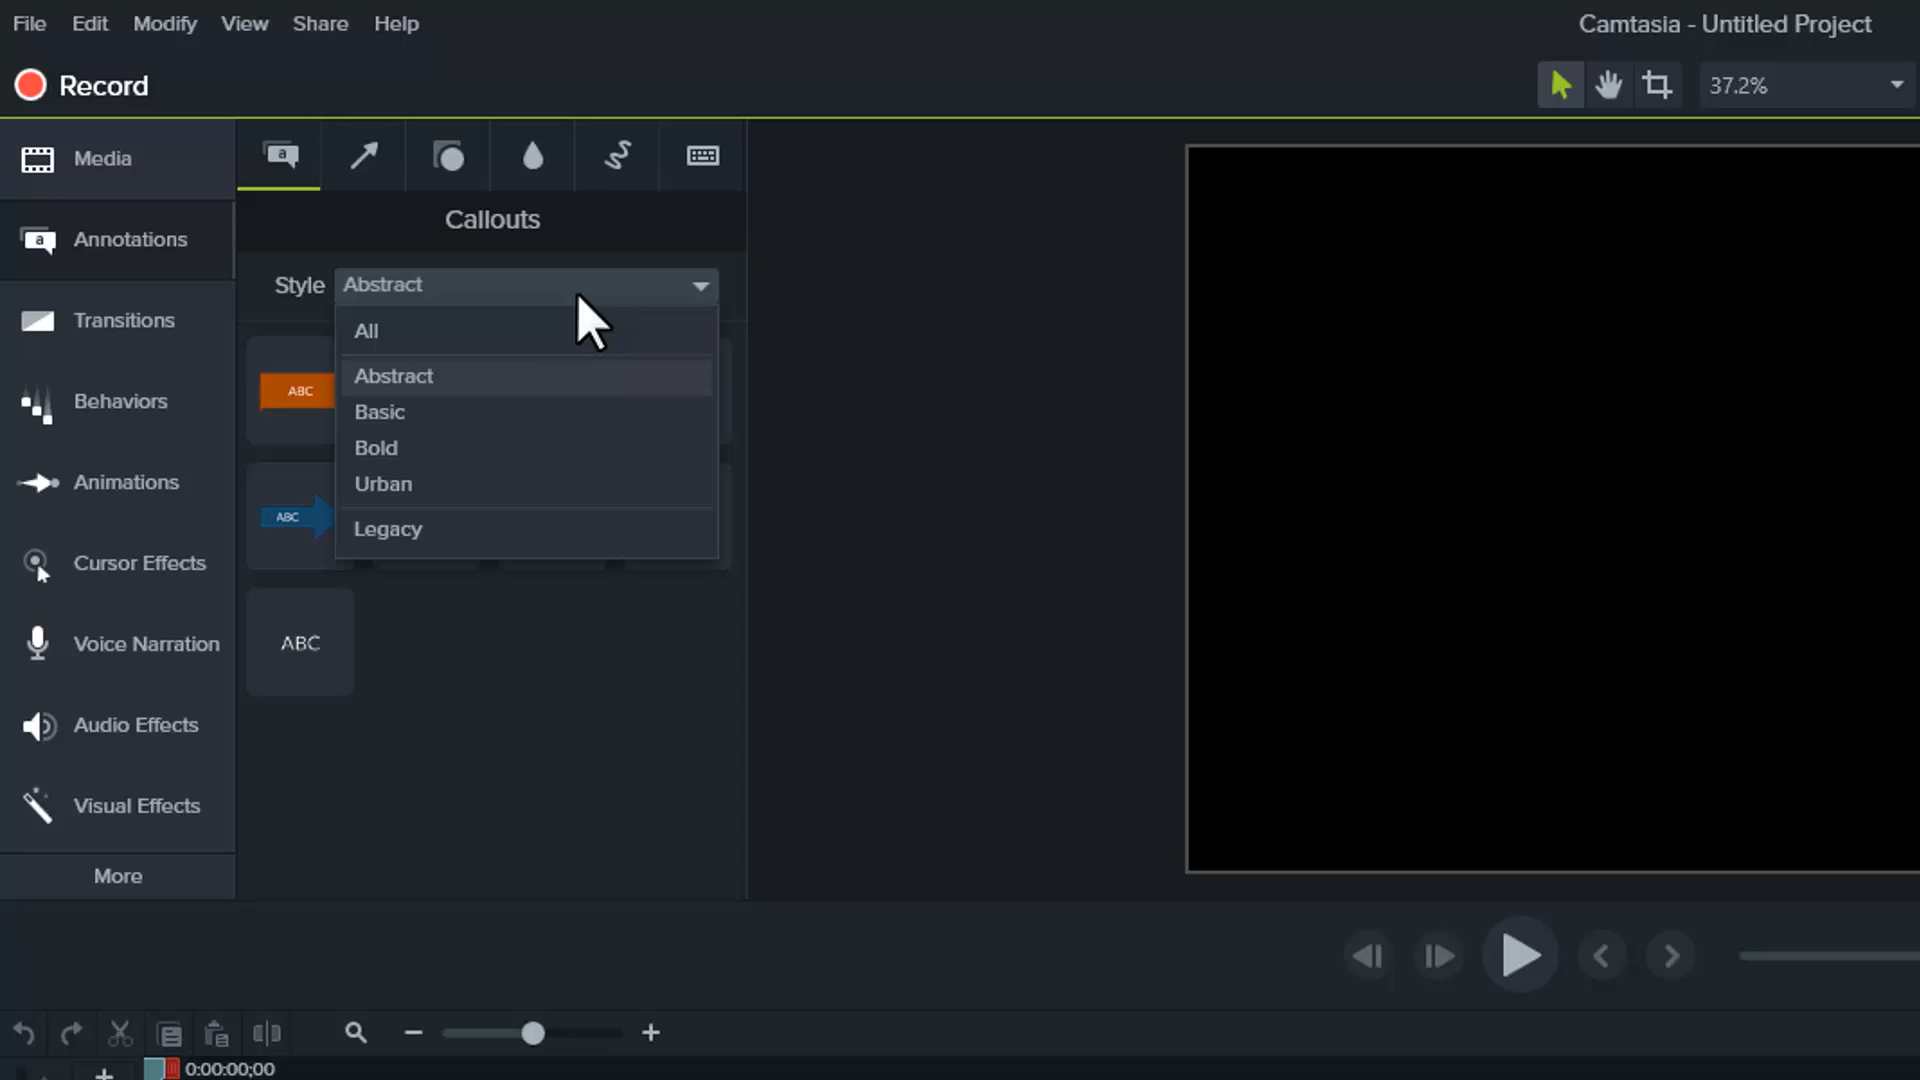 File Edit Modify View Share Help
Camtasia - Untitled Project
Record
37.2%
Media
Annotations
Transitions
Behaviors
Animations
Cursor Effects
Voice Narration
Audio Effects
Visual Effects
More
a
a
Callouts
Style Abstract
All
Abstract
Basic
Bold
Urban
Legacy
ABC
ABC
ABC
0:00:00;00